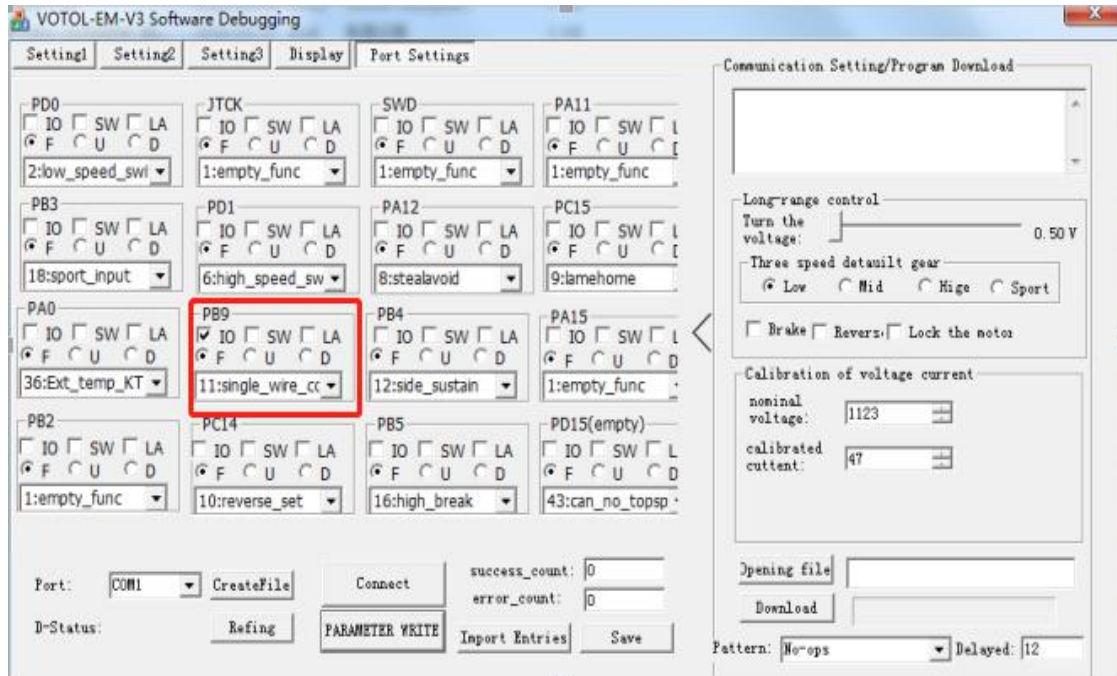 VOTOL-EM-V3 Software Debugging
Setting1 Setting2 Setting3 Display Port Settings
PD0
IO SW LA
F U D
2:low_speed_swi
JTCK
IO SW LA
F U D
1:empty_func
SWD
IO SW LA
F U D
1:empty_func
PA11
IO SW L
F U D
1:empty_func
PB3
IO SW LA
F U D
18:sport_input
PD1
IO SW LA
F U D
6:high_speed_sw
PA12
IO SW LA
F U D
8:stealavoid
PC15
IO SW L
F U D
9:lamehome
PA0
IO SW LA
F U D
36:Ext_temp_KT
PB9
IO SW LA
F U D
11:single_wire_cc
PB4
IO SW LA
F U D
12:side_sustain
PA15
IO SW L
F U D
1:empty_func
PB2
IO SW LA
F U D
1:empty_func
PC14
IO SW LA
F U D
10:reverse_set
PB5
IO SW LA
F U D
16:high_break
PD15(empty)
IO SW L
F U D
43:can_no_topsp
Port: COM1 CreateFile Connect
success_count: 0
error_count: 0
D-Status: Refing PARAMETER WRITE Inport Entries Save
Communication Setting/Program Download
Long-range control
Turn the
voltage:
0.50 V
Three speed detauilt gear
Low Mid Hige Sport
Brake Revers. Lock the motor
Calibration of voltage current
nominal
voltage:
1123
calibrated
cuttent:
47
Opening file
Download
Pattern: No-ops Delayed: 12